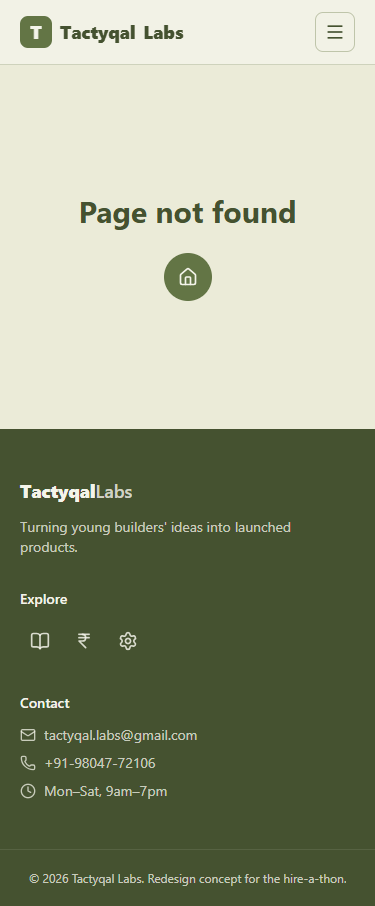 T
Tactyqal Labs
Page not found
TactyqalLabs
Turning young builders' ideas into launched
products.
Explore
₹
Contact
tactyqal.labs@gmail.com
+91-98047-72106
Mon–Sat, 9am–7pm
© 2026 Tactyqal Labs. Redesign concept for the hire-a-thon.